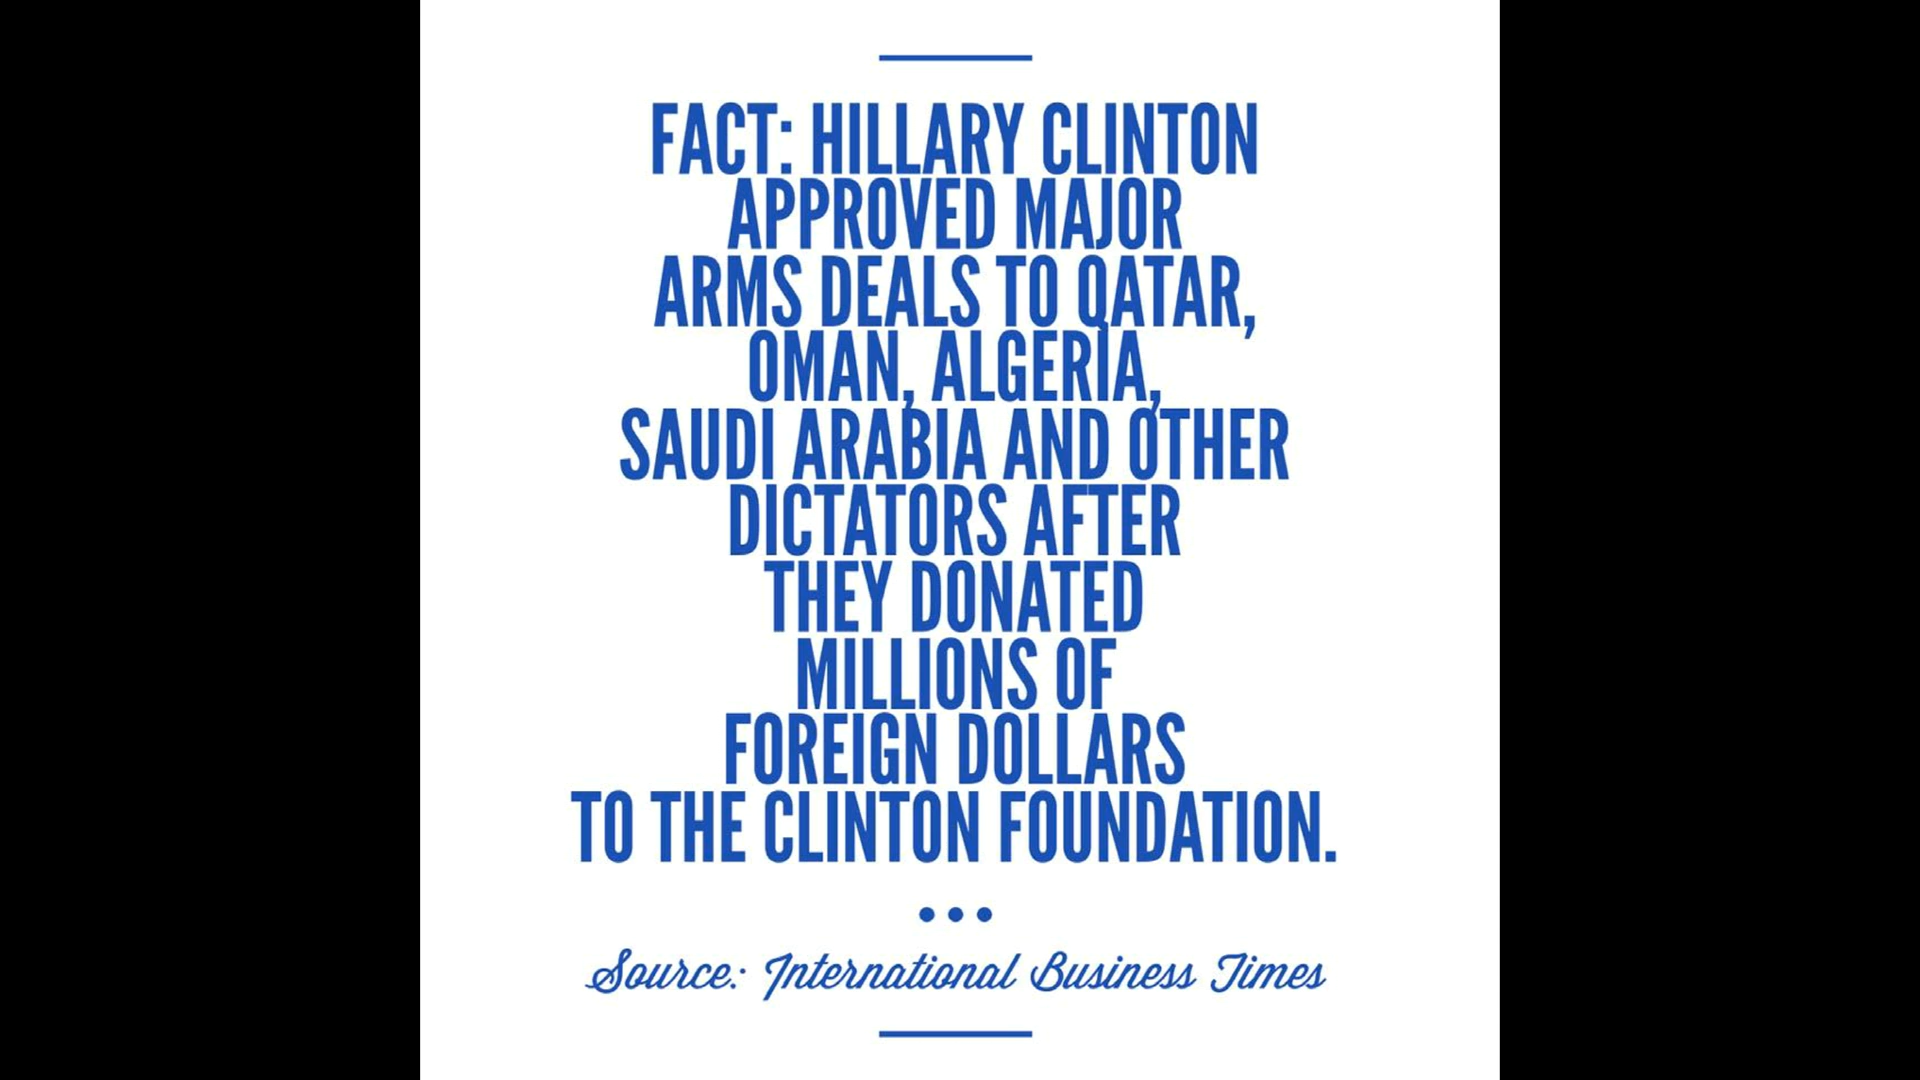 FACT: HILLARY CLINTON
APPROVED MAJOR
ARMS DEALS TO QATAR,
OMAN, ALGERIA,
SAUDI ARABIA AND OTHER
DICTATORS AFTER
THEY DONATED
MILLIONS OF
FOREIGN DOLLARS
TO THE CLINTON FOUNDATION.
•••
Source: International Business Times